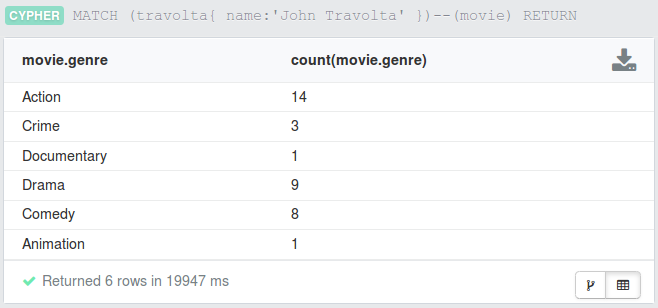 CYPHER MATCH (travolta{ name:'John Travolta' })--(movie) RETURN
movie.genre count(movie.genre)
Action 14
Crime 3
Documentary 1
Drama 9
Comedy 8
Animation 1
Returned 6 rows in 19947 ms